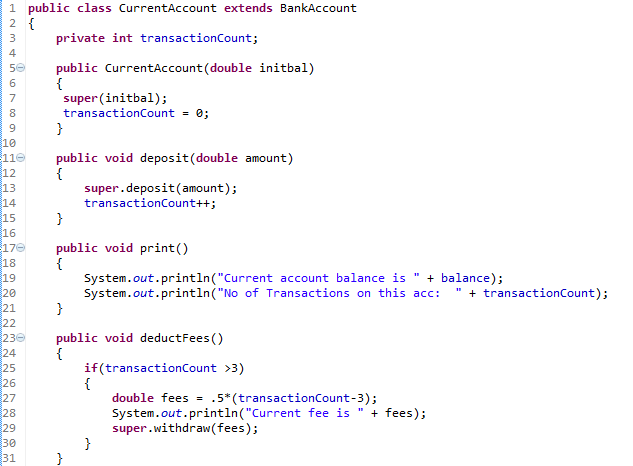 1 public class CurrentAccount extends BankAccount
2 {
3     private int transactionCount;
4
5     public CurrentAccount(double initbal)
6     {
7      super(initbal);
8      transactionCount = 0;
9     }
10
11     public void deposit(double amount)
12     {
13         super.deposit(amount);
14         transactionCount++;
15     }
16
17     public void print()
18     {
19         System.out.println("Current account balance is " + balance);
20         System.out.println("No of Transactions on this acc:  " + transactionCount);
21     }
22
23     public void deductFees()
24     {
25         if(transactionCount >3)
26         {
27             double fees = .5*(transactionCount-3);
28             System.out.println("Current fee is " + fees);
29             super.withdraw(fees);
30         }
31     }